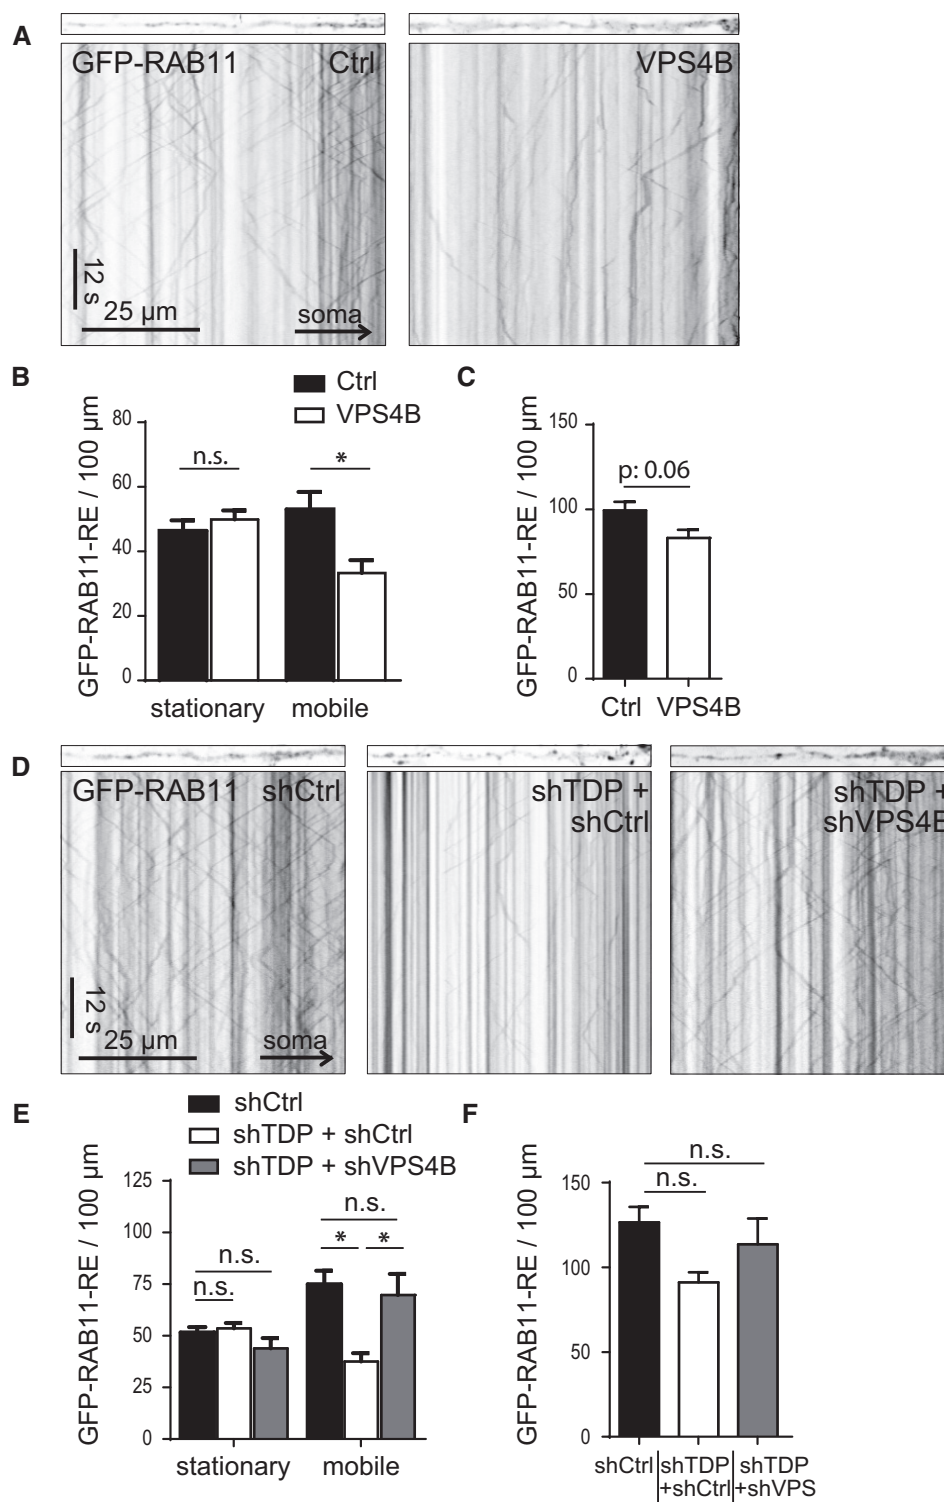 A
GFP-RAB11 Ctrl
VPS4B
12 s
25 µm
soma
B
Ctrl
VPS4B
GFP-RAB11-RE / 100 µm
80
60
40
20
0
n.s.
*
stationary mobile
C
GFP-RAB11-RE / 100 µm
150
100
50
0
p: 0.06
Ctrl VPS4B
D
GFP-RAB11 shCtrl
shTDP +
shCtrl
shTDP +
shVPS4B
12 s
25 µm
soma
E
shCtrl
shTDP + shCtrl
shTDP + shVPS4B
GFP-RAB11-RE / 100 µm
125
100
75
50
25
0
n.s.
n.s.
n.s.
* *
stationary mobile
F
GFP-RAB11-RE / 100 µm
150
100
50
0
n.s.
n.s.
shCtrl
shTDP
+shCtrl
shTDP
+shVPS